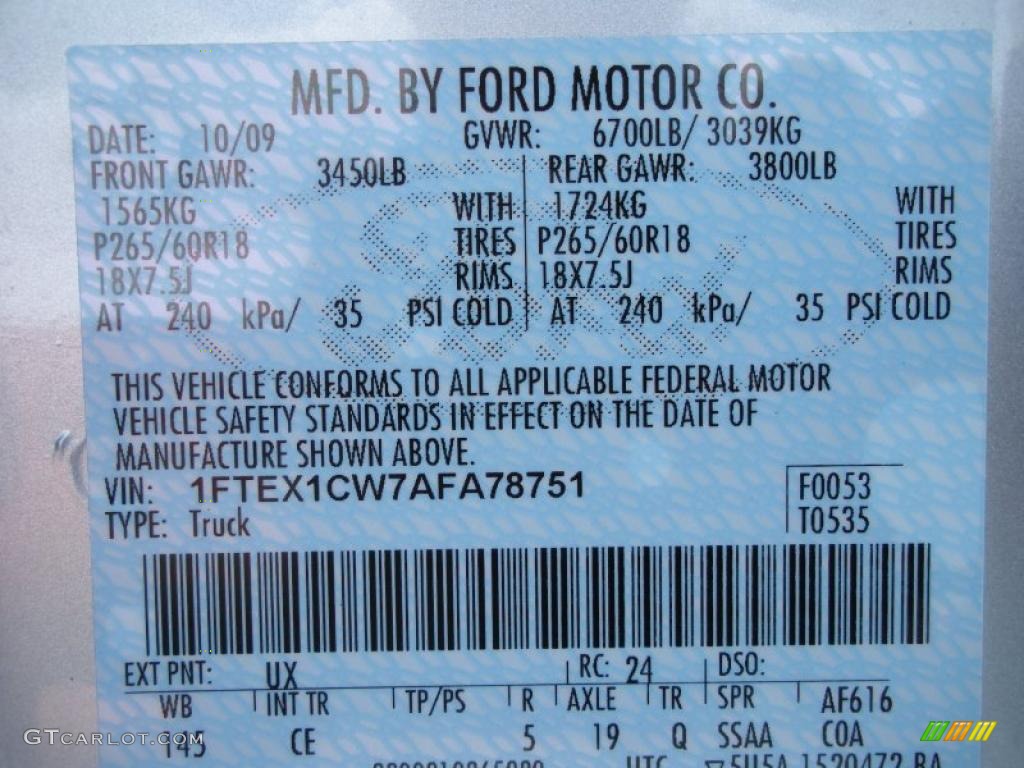 MFD. BY FORD MOTOR CO.
DATE: 10/09 GVWR: 6700LB/ 3039KG
FRONT GAWR: 3450LB REAR GAWR: 3800LB
1565KG WITH 1724KG WITH
P265/60R18 TIRES P265/60R18 TIRES
18X7.5J RIMS 18X7.5J RIMS
AT 240 kPa/ 35 PSI COLD AT 240 kPa/ 35 PSI COLD
THIS VEHICLE CONFORMS TO ALL APPLICABLE FEDERAL MOTOR
VEHICLE SAFETY STANDARDS IN EFFECT ON THE DATE OF
MANUFACTURE SHOWN ABOVE.
VIN: 1FTEX1CW7AFA78751 F0053
TYPE: Truck T0535
EXT PNT: UX RC: 24 DSO:
WB INT TR TP/PS R AXLE TR SPR AF616
145 CE 5 19 Q SSAA COA
UTC
GTCARLOT.COM